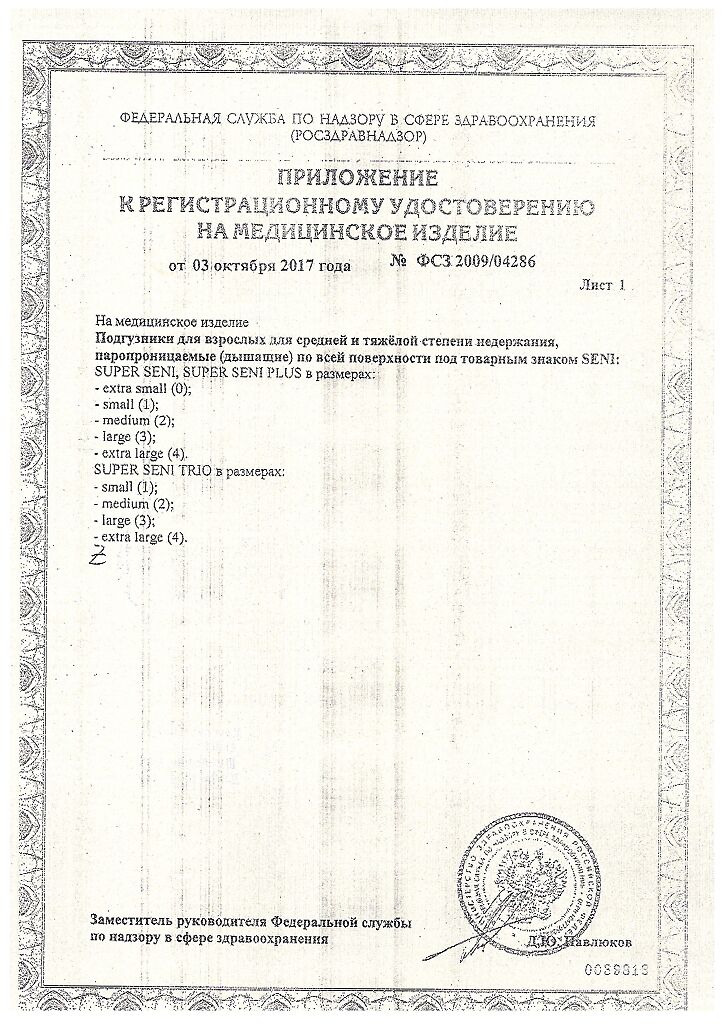 ФЕДЕРАЛЬНАЯ СЛУЖБА ПО НАДЗОРУ В СФЕРЕ ЗДРАВООХРАНЕНИЯ
(РОСЗДРАВНАДЗОР)
ПРИЛОЖЕНИЕ
К РЕГИСТРАЦИОННОМУ УДОСТОВЕРЕНИЮ
НА МЕДИЦИНСКОЕ ИЗДЕЛИЕ
от 03 октября 2017 года № ФСЗ 2009/04286
Лист 1
На медицинское изделие
Подгузники для взрослых для средней и тяжёлой степени недержания,
паропроницаемые (дышащие) по всей поверхности под товарным знаком SENI:
SUPER SENI, SUPER SENI PLUS в размерах:
- extra small (0);
- small (1);
- medium (2);
- large (3);
- extra large (4).
SUPER SENI TRIO в размерах:
- small (1);
- medium (2);
- large (3);
- extra large (4).
Заместитель руководителя Федеральной службы
по надзору в сфере здравоохранения
Д.Ю. Павлюков